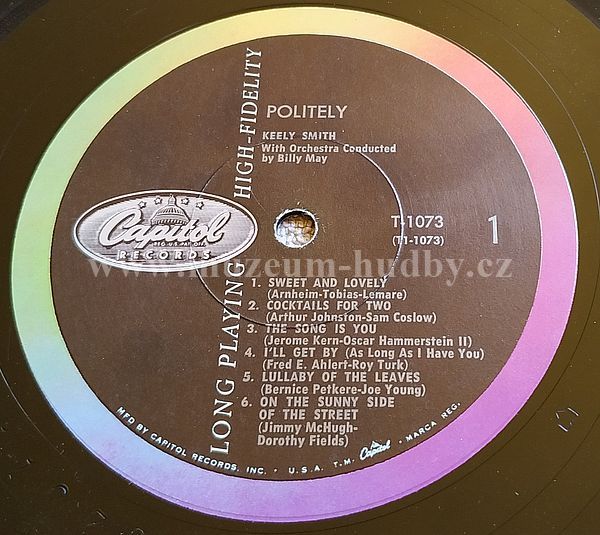 LONG PLAYING HIGH-FIDELITY
POLITELY
KEELY SMITH
With Orchestra Conducted
by Billy May
Capitol
REG. U.S. PAT. OFF.
RECORDS
T-1073
(T1-1073)
1
www.muzeum-hudby.cz
1. SWEET AND LOVELY
(Arnheim-Tobias-Lemare)
2. COCKTAILS FOR TWO
(Arthur Johnston-Sam Coslow)
3. THE SONG IS YOU
(Jerome Kern-Oscar Hammerstein II)
4. I'LL GET BY (As Long As I Have You)
(Fred E. Ahlert-Roy Turk)
5. LULLABY OF THE LEAVES
(Bernice Petkere-Joe Young)
6. ON THE SUNNY SIDE
OF THE STREET
(Jimmy McHugh-
Dorothy Fields)
MFD BY CAPITOL RECORDS, INC. • U.S.A. T.M. Capitol • MARCA REG.